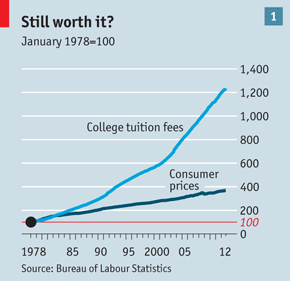 Still worth it?
1
January 1978=100
1,400
1,200
1,000
800
600
400
200
100
0
College tuition fees
Consumer
prices
1978 85 90 95 2000 05 12
Source: Bureau of Labour Statistics